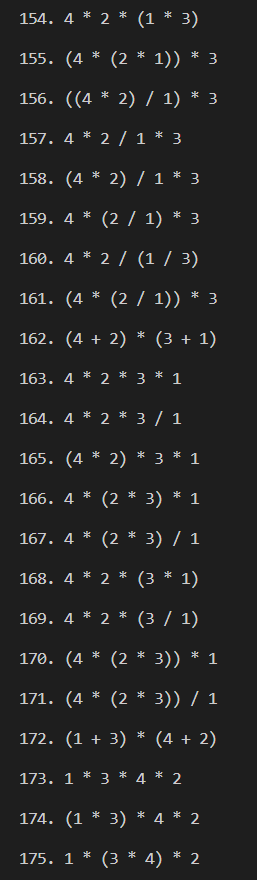 154. 4 * 2 * (1 * 3)
155. (4 * (2 * 1)) * 3
156. ((4 * 2) / 1) * 3
157. 4 * 2 / 1 * 3
158. (4 * 2) / 1 * 3
159. 4 * (2 / 1) * 3
160. 4 * 2 / (1 / 3)
161. (4 * (2 / 1)) * 3
162. (4 + 2) * (3 + 1)
163. 4 * 2 * 3 * 1
164. 4 * 2 * 3 / 1
165. (4 * 2) * 3 * 1
166. 4 * (2 * 3) * 1
167. 4 * (2 * 3) / 1
168. 4 * 2 * (3 * 1)
169. 4 * 2 * (3 / 1)
170. (4 * (2 * 3)) * 1
171. (4 * (2 * 3)) / 1
172. (1 + 3) * (4 + 2)
173. 1 * 3 * 4 * 2
174. (1 * 3) * 4 * 2
175. 1 * (3 * 4) * 2